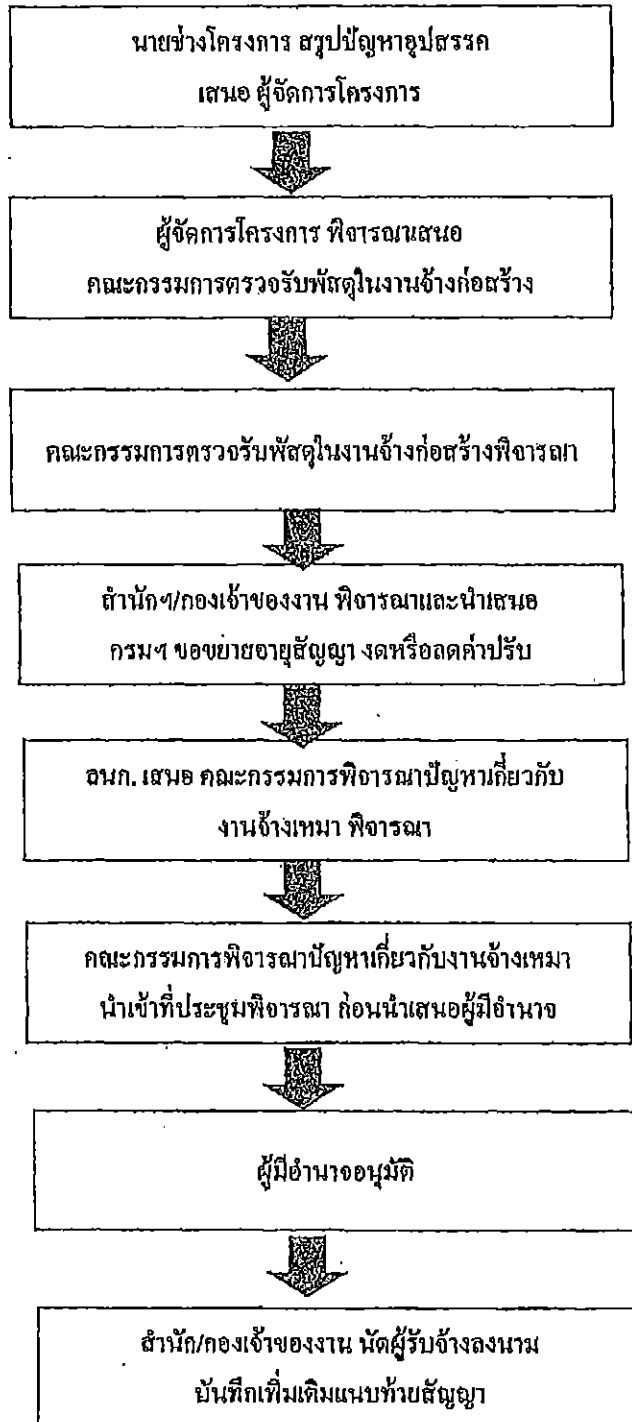 นายช่างโครงการ สรุปปัญหาอุปสรรค
เสนอ ผู้จัดการโครงการ
ผู้จัดการโครงการ พิจารณาเสนอ
คณะกรรมการตรวจรับพัสดุในงานจ้างก่อสร้าง
คณะกรรมการตรวจรับพัสดุในงานจ้างก่อสร้างพิจารณา
สำนักฯ/กองเจ้าของงาน พิจารณาและนำเสนอ
กรมฯ ขอขยายอายุสัญญา งดหรือลดค่าปรับ
เสนอ คณะกรรมการพิจารณาปัญหาเกี่ยวกับ
งานจ้างเหมา พิจารณา
คณะกรรมการพิจารณาปัญหาเกี่ยวกับงานจ้างเหมา
นำเข้าที่ประชุมพิจารณา ก่อนนำเสนอผู้มีอำนาจ
ผู้มีอำนาจอนุมัติ
สำนัก/กองเจ้าของงาน นัดผู้รับจ้างลงนาม
บันทึกเพิ่มเติมแนบท้ายสัญญา